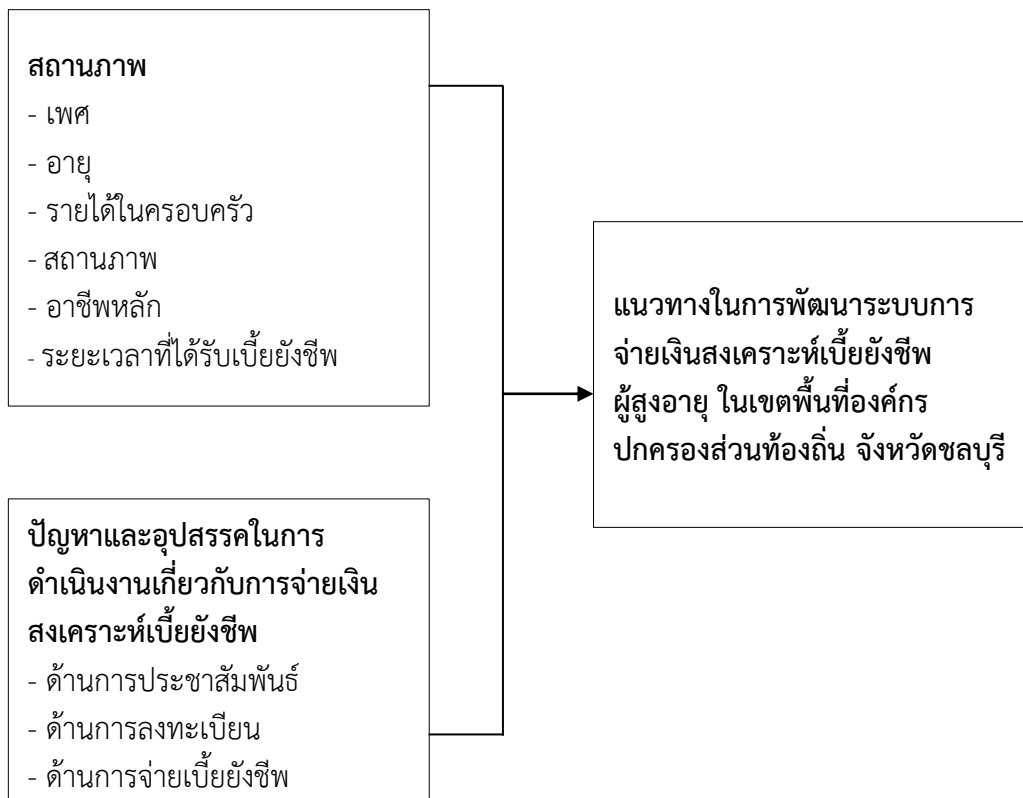 สถานภาพ
- เพศ
- อายุ
- รายได้ในครอบครัว
- สถานภาพ
- อาชีพหลัก
- ระยะเวลาที่ได้รับเบี้ยยังชีพ
ปัญหาและอุปสรรคในการ
ดำเนินงานเกี่ยวกับการจ่ายเงิน
สงเคราะห์เบี้ยยังชีพ
- ด้านการประชาสัมพันธ์
- ด้านการลงทะเบียน
- ด้านการจ่ายเบี้ยยังชีพ
แนวทางในการพัฒนาระบบการ
จ่ายเงินสงเคราะห์เบี้ยยังชีพ
ผู้สูงอายุ ในเขตพื้นที่องค์กร
ปกครองส่วนท้องถิ่น จังหวัดชลบุรี